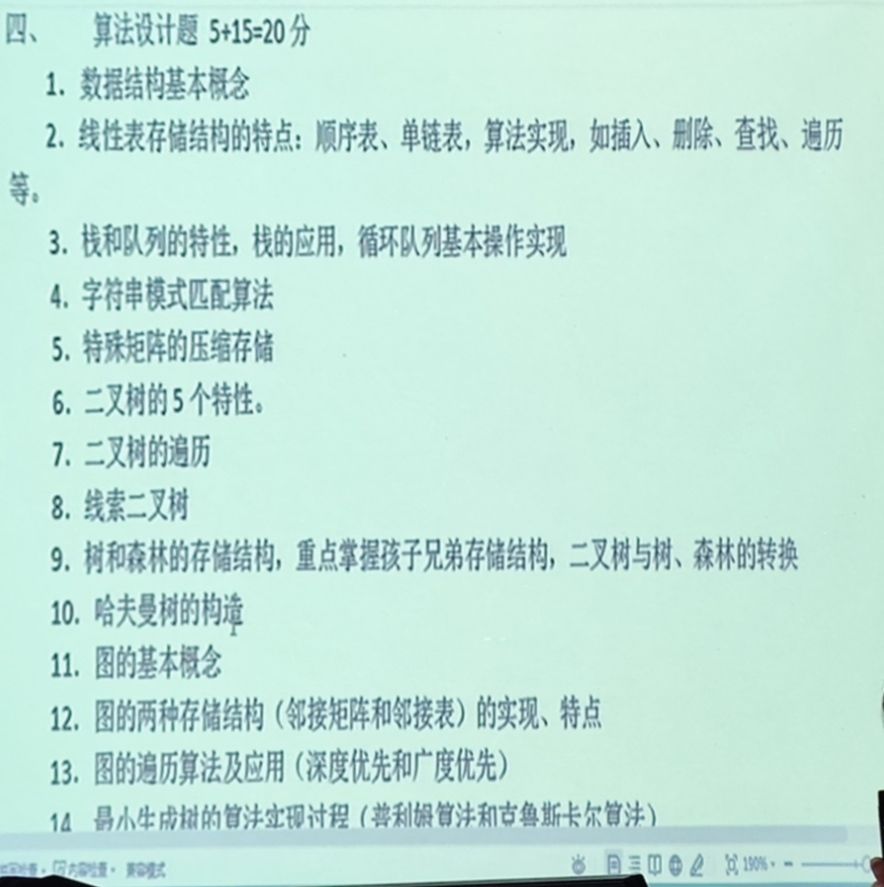 四、 算法设计题 5+15=20 分
1. 数据结构基本概念
2. 线性表存储结构的特点：顺序表、单链表，算法实现，如插入、删除、查找、遍历
等。
3. 栈和队列的特性，栈的应用，循环队列基本操作实现
4. 字符串模式匹配算法
5. 特殊矩阵的压缩存储
6. 二叉树的 5 个特性。
7. 二叉树的遍历
8. 线索二叉树
9. 树和森林的存储结构，重点掌握孩子兄弟存储结构，二叉树与树、森林的转换
10. 哈夫曼树的构造
11. 图的基本概念
12. 图的两种存储结构（邻接矩阵和邻接表）的实现、特点
13. 图的遍历算法及应用（深度优先和广度优先）
14 最小生成树的算法实现过程（普利姆算法和克鲁斯卡尔算法）
内容检查 兼容模式 190%